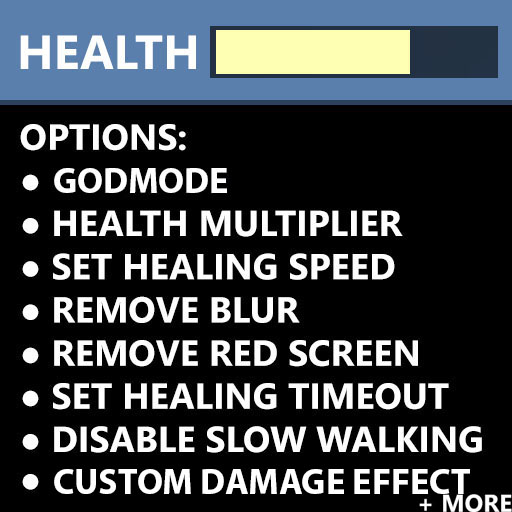 HEALTH
OPTIONS:
• GODMODE
• HEALTH MULTIPLIER
• SET HEALING SPEED
• REMOVE BLUR
• REMOVE RED SCREEN
• SET HEALING TIMEOUT
• DISABLE SLOW WALKING
• CUSTOM DAMAGE EFFECT
+ MORE